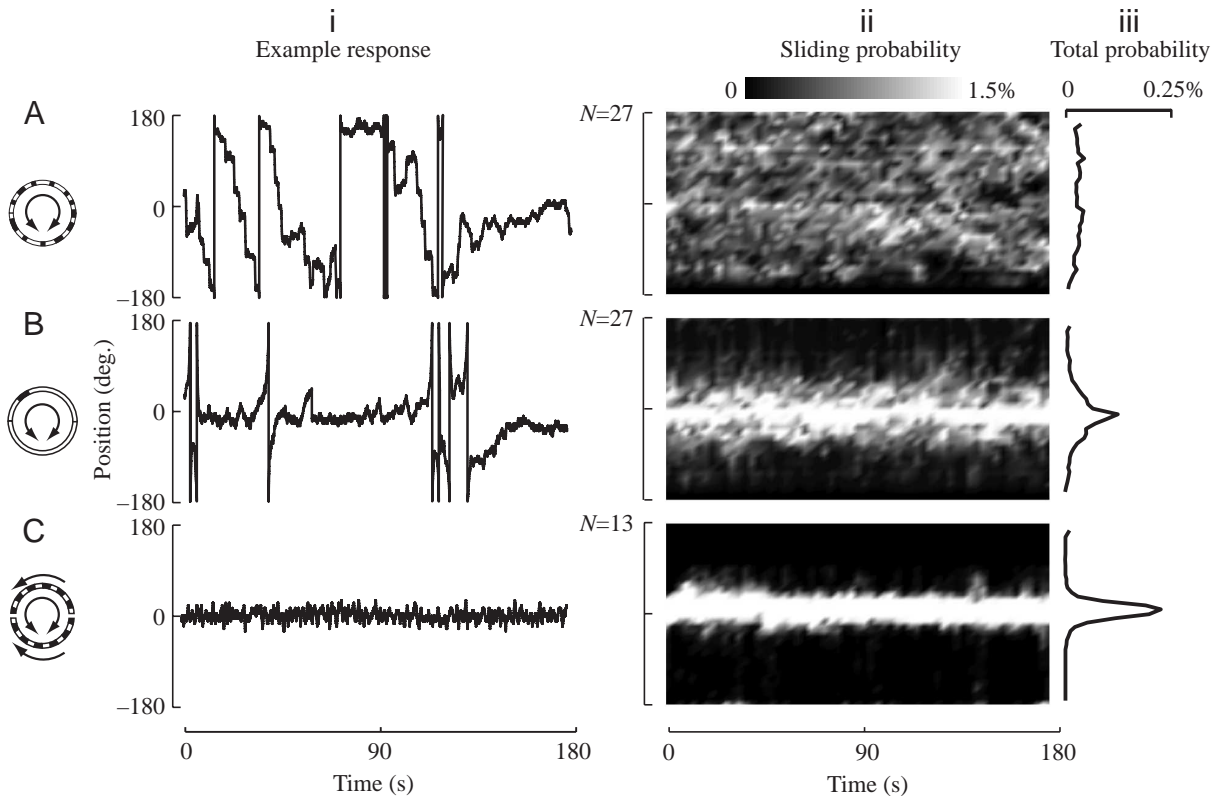 i
Example response
ii
Sliding probability
iii
Total probability
0
1.5%
0 0.25%
A
180
0
–180
N=27
B
180
0
–180
N=27
C
180
0
–180
N=13
Position (deg.)
0 90 180
Time (s)
0 90 180
Time (s)